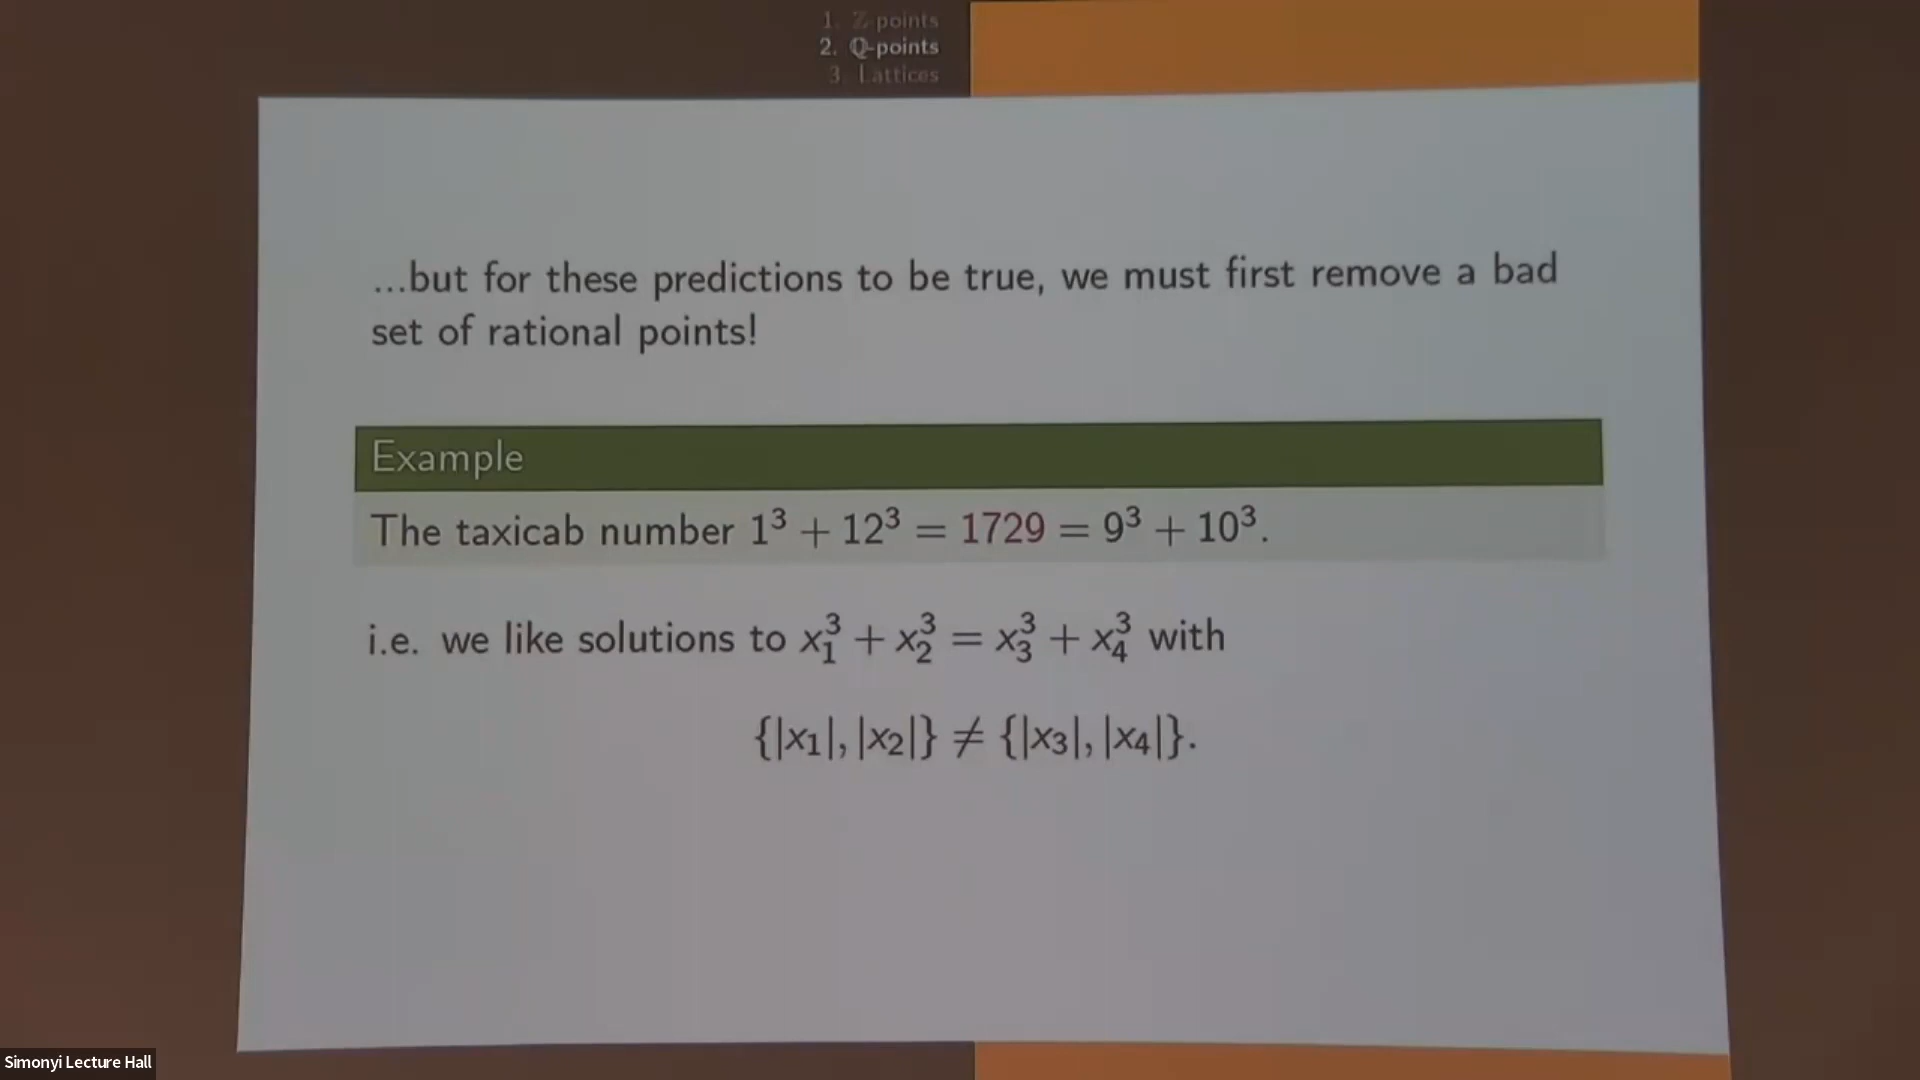 1. ℤ-points
2. ℚ-points
3. Lattices
...but for these predictions to be true, we must first remove a bad
set of rational points!
Example
The taxicab number 1³ + 12³ = 1729 = 9³ + 10³.
i.e. we like solutions to x₁³ + x₂³ = x₃³ + x₄³ with
{|x₁|, |x₂|} ≠ {|x₃|, |x₄|}.
Simonyi Lecture Hall